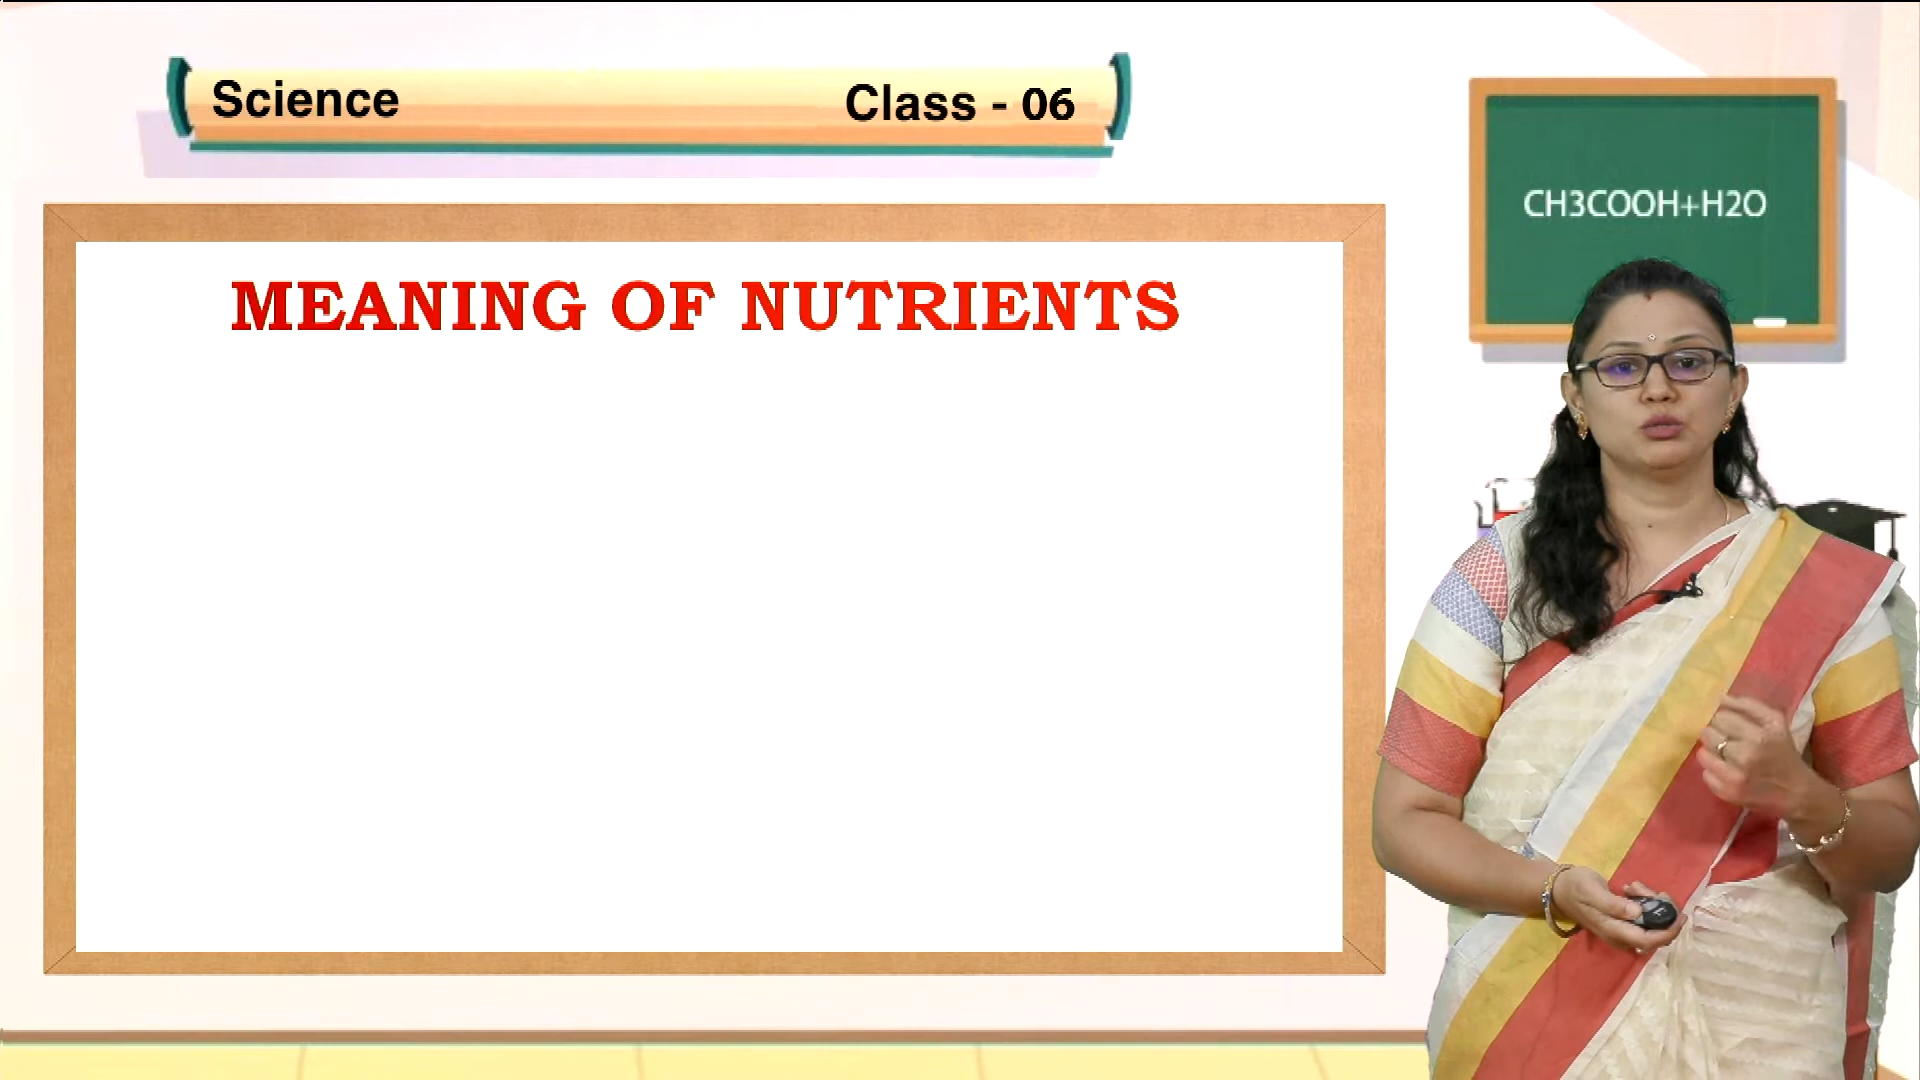 Science
Class - 06
CH3COOH+H2O
MEANING OF NUTRIENTS